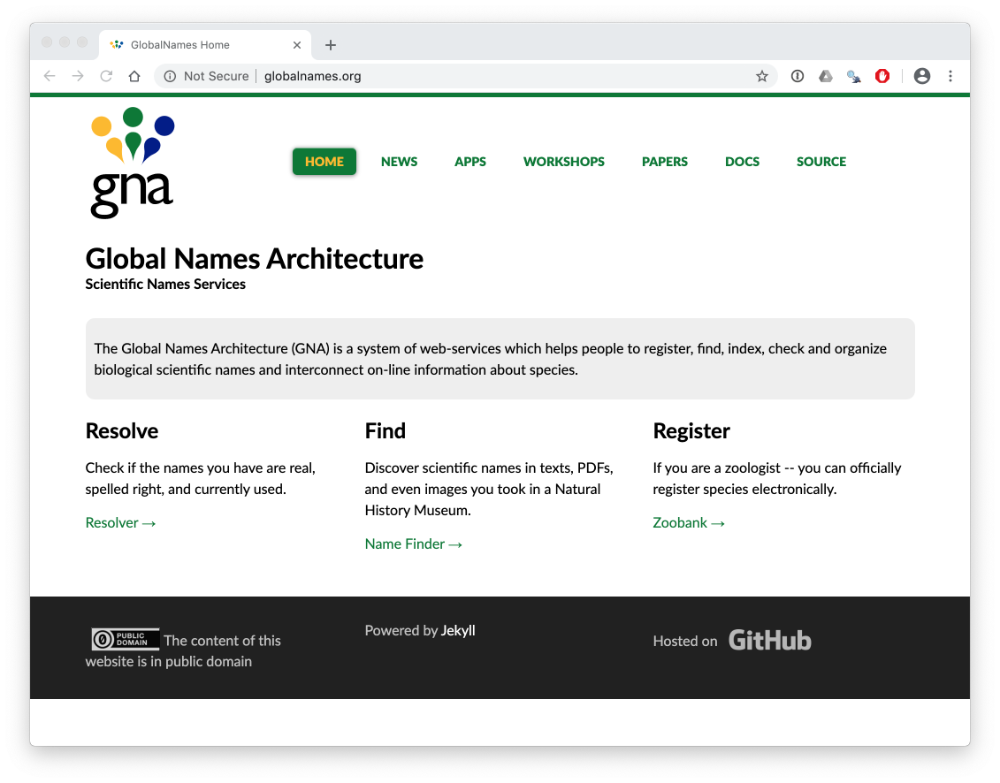 GlobalNames Home
Not Secure | globalnames.org
gna
HOME NEWS APPS WORKSHOPS PAPERS DOCS SOURCE
Global Names Architecture
Scientific Names Services
The Global Names Architecture (GNA) is a system of web-services which helps people to register, find, index, check and organize
biological scientific names and interconnect on-line information about species.
Resolve
Check if the names you have are real,
spelled right, and currently used.
Resolver →
Find
Discover scientific names in texts, PDFs,
and even images you took in a Natural
History Museum.
Name Finder →
Register
If you are a zoologist -- you can officially
register species electronically.
Zoobank →
PUBLIC
DOMAIN
The content of this
website is in public domain
Powered by Jekyll
Hosted on GitHub